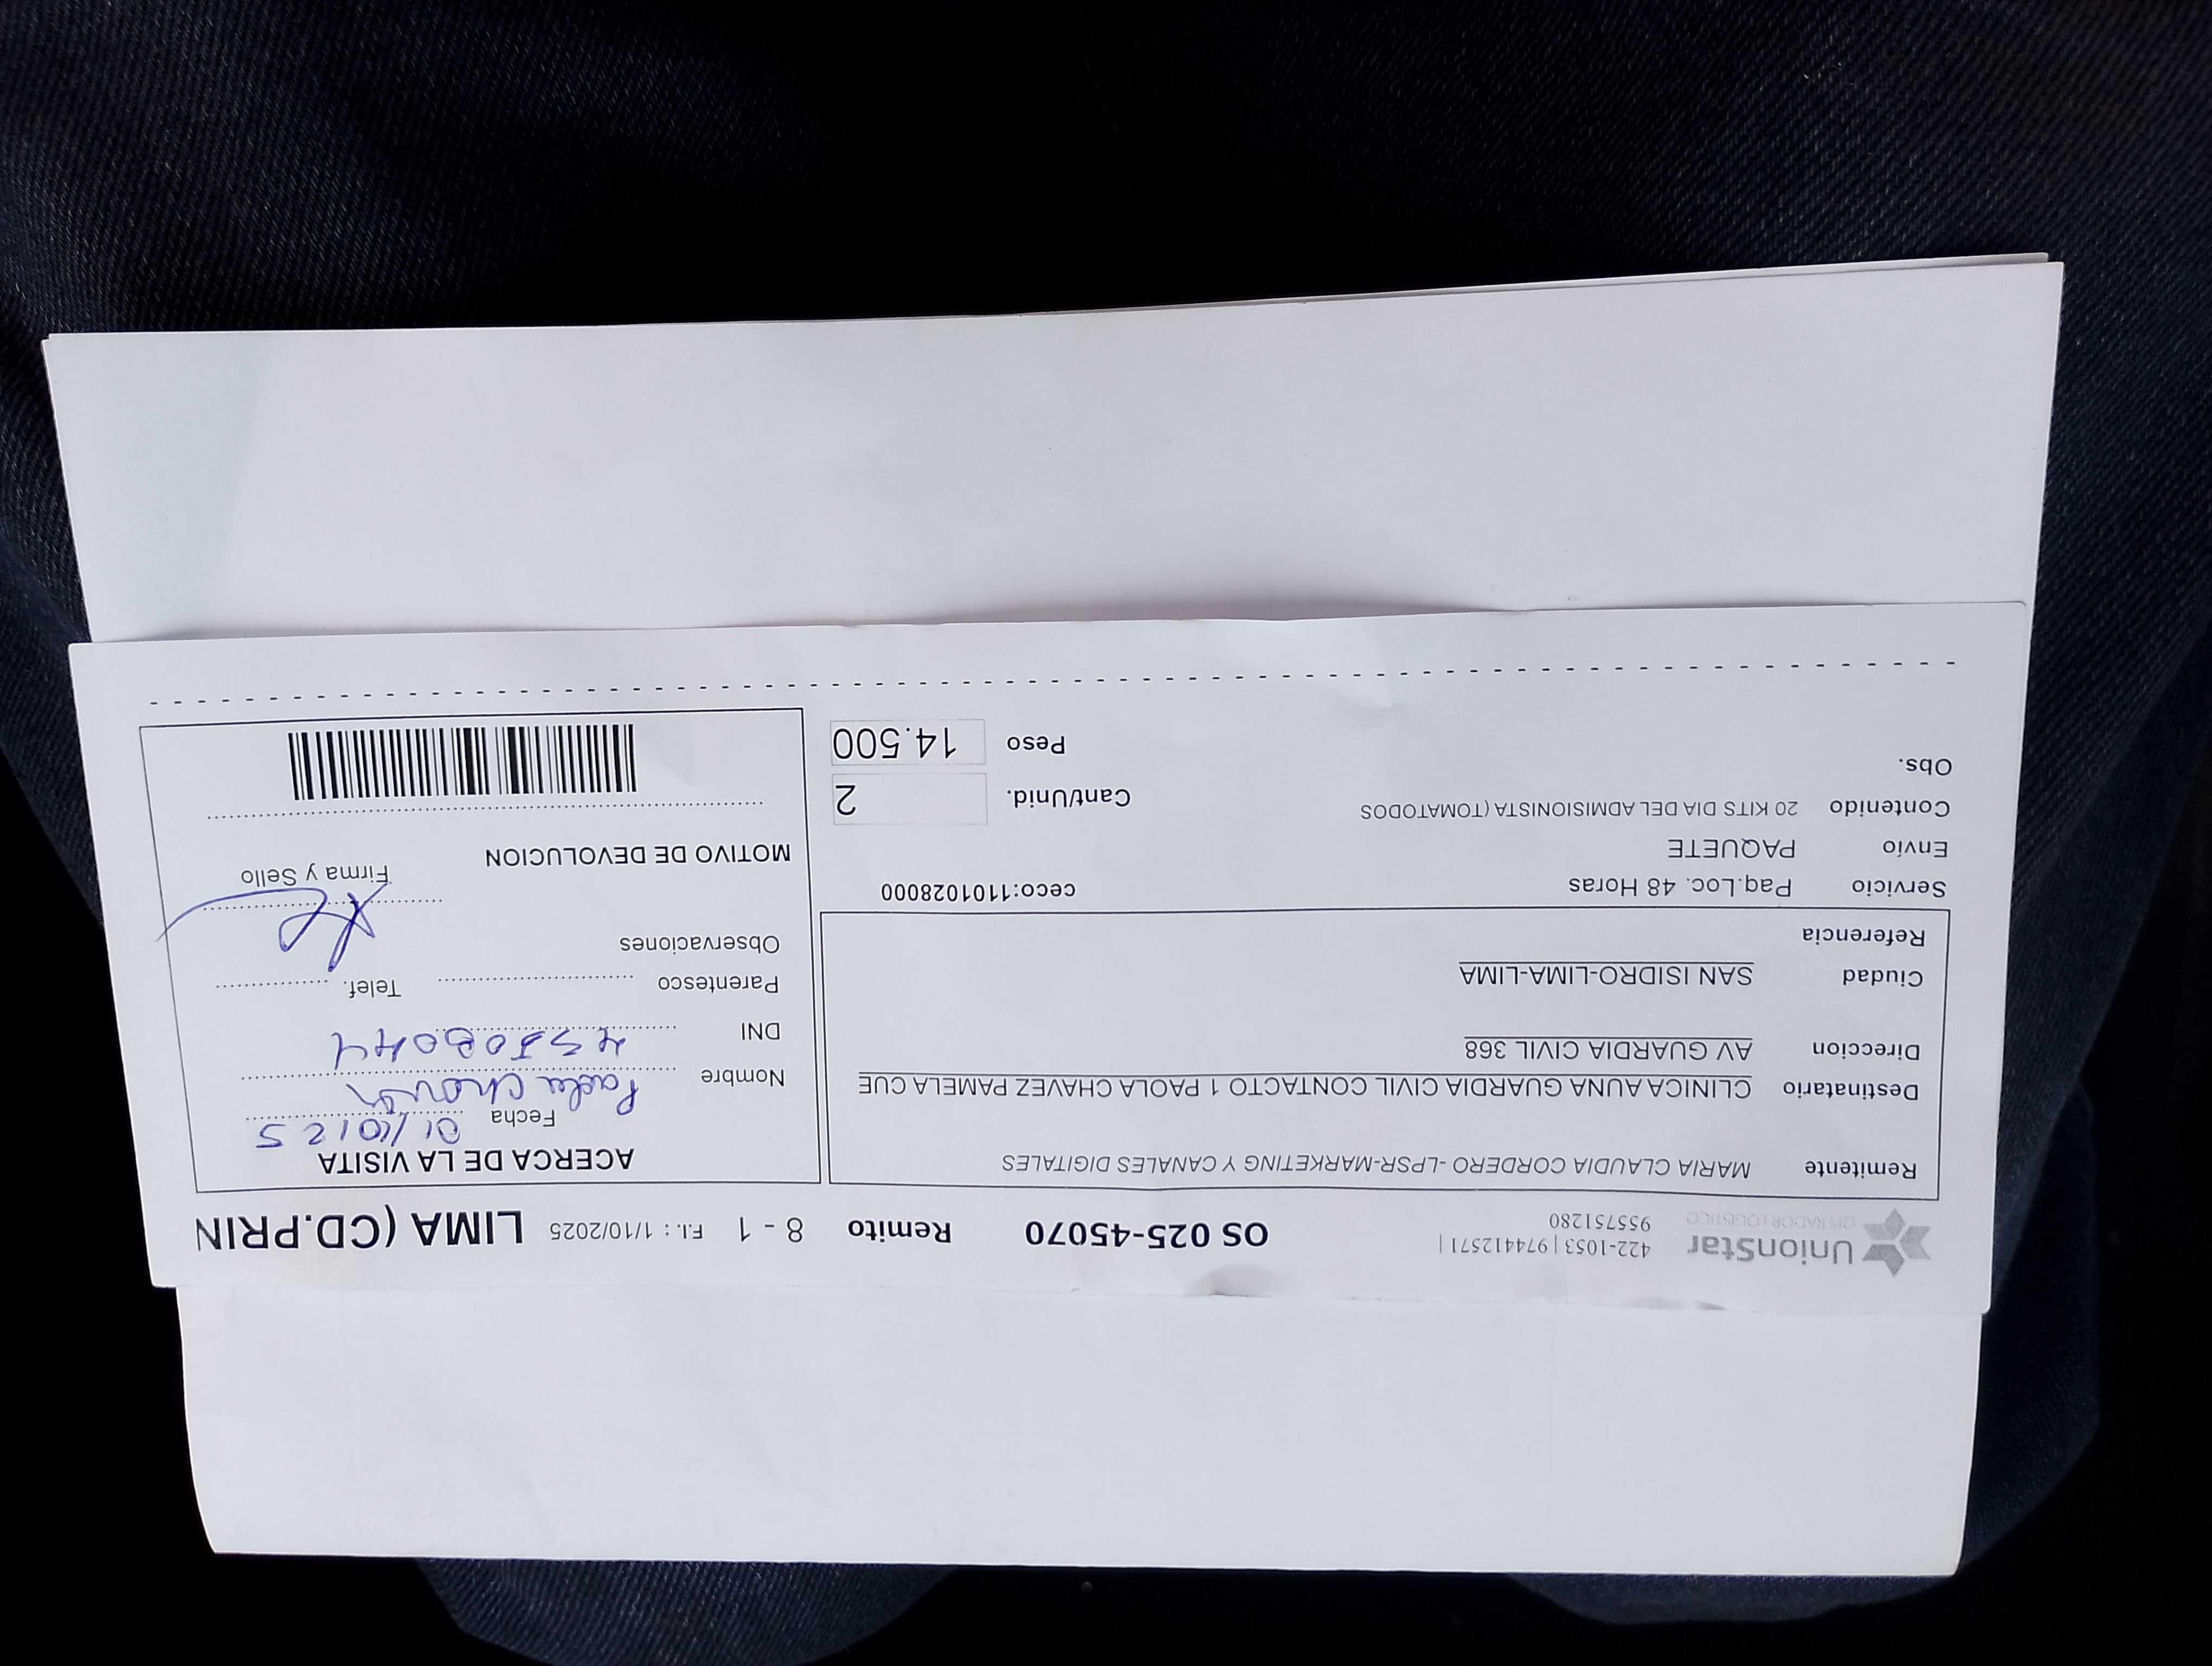 UnionStar
OPERADOR LOGISTICO
422-1053 | 974412571 |
955751280
OS 025-45070
Remito 8 - 1
F.I. : 1/10/2025
LIMA (CD.PRIN
Remitente MARIA CLAUDIA CORDERO -LPSR-MARKETING Y CANALES DIGITALES
Destinatario CLINICA AUNA GUARDIA CIVIL CONTACTO 1 PAOLA CHAVEZ PAMELA CUE
Direccion AV GUARDIA CIVIL 368
Ciudad SAN ISIDRO-LIMA-LIMA
Referencia
Servicio Paq.Loc. 48 Horas
ceco:1101028000
Envío PAQUETE
Contenido 20 KITS DIA DEL ADMISIONISTA (TOMATODOS
Obs.
Cant/Unid. 2
Peso 14.500
ACERCA DE LA VISITA
Fecha 01/10/25
Nombre Paola Chavez
DNI
Parentesco Telef.
Observaciones
Firma y Sello
MOTIVO DE DEVOLUCION